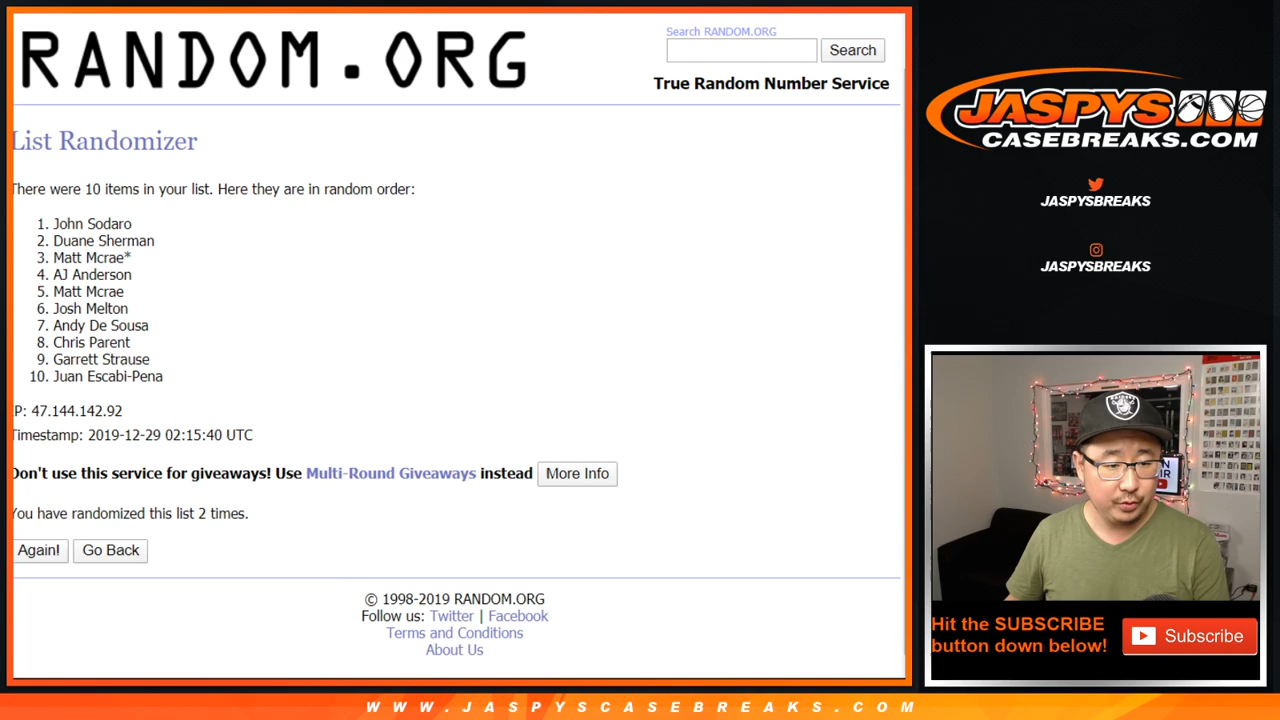 RANDOM.ORG
Search RANDOM.ORG
Search
True Random Number Service
List Randomizer
There were 10 items in your list. Here they are in random order:
1. John Sodaro
2. Duane Sherman
3. Matt Mcrae*
4. AJ Anderson
5. Matt Mcrae
6. Josh Melton
7. Andy De Sousa
8. Chris Parent
9. Garrett Strause
10. Juan Escabi-Pena
IP: 47.144.142.92
Timestamp: 2019-12-29 02:15:40 UTC
Don't use this service for giveaways! Use Multi-Round Giveaways instead More Info
You have randomized this list 2 times.
Again! Go Back
© 1998-2019 RANDOM.ORG
Follow us: Twitter | Facebook
Terms and Conditions
About Us
JASPYS
CASEBREAKS.COM
JASPYSBREAKS
JASPYSBREAKS
Hit the SUBSCRIBE
button down below!
Subscribe
WWW.JASPYSCASEBREAKS.COM